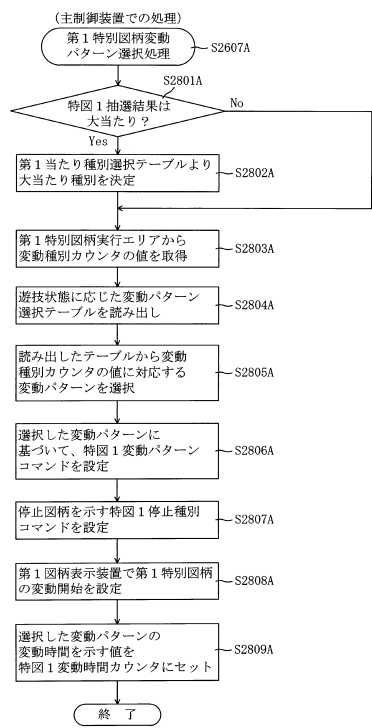 (主制御装置での処理)
第1特別図柄変動
パターン選択処理
S2607A
S2801A
特図1抽選結果は
大当たり?
No
Yes
第1当たり種別選択テーブルより
大当たり種別を決定
S2802A
第1特別図柄実行エリアから
変動種別カウンタの値を取得
S2803A
遊技状態に応じた変動パターン
選択テーブルを読み出し
S2804A
読み出したテーブルから変動
種別カウンタの値に対応する
変動パターンを選択
S2805A
選択した変動パターンに
基づいて、特図1変動パターン
コマンドを設定
S2806A
停止図柄を示す特図1停止種別
コマンドを設定
S2807A
第1図柄表示装置で第1特別図柄
の変動開始を設定
S2808A
選択した変動パターンの
変動時間を示す値を
特図1変動時間カウンタにセット
S2809A
終了